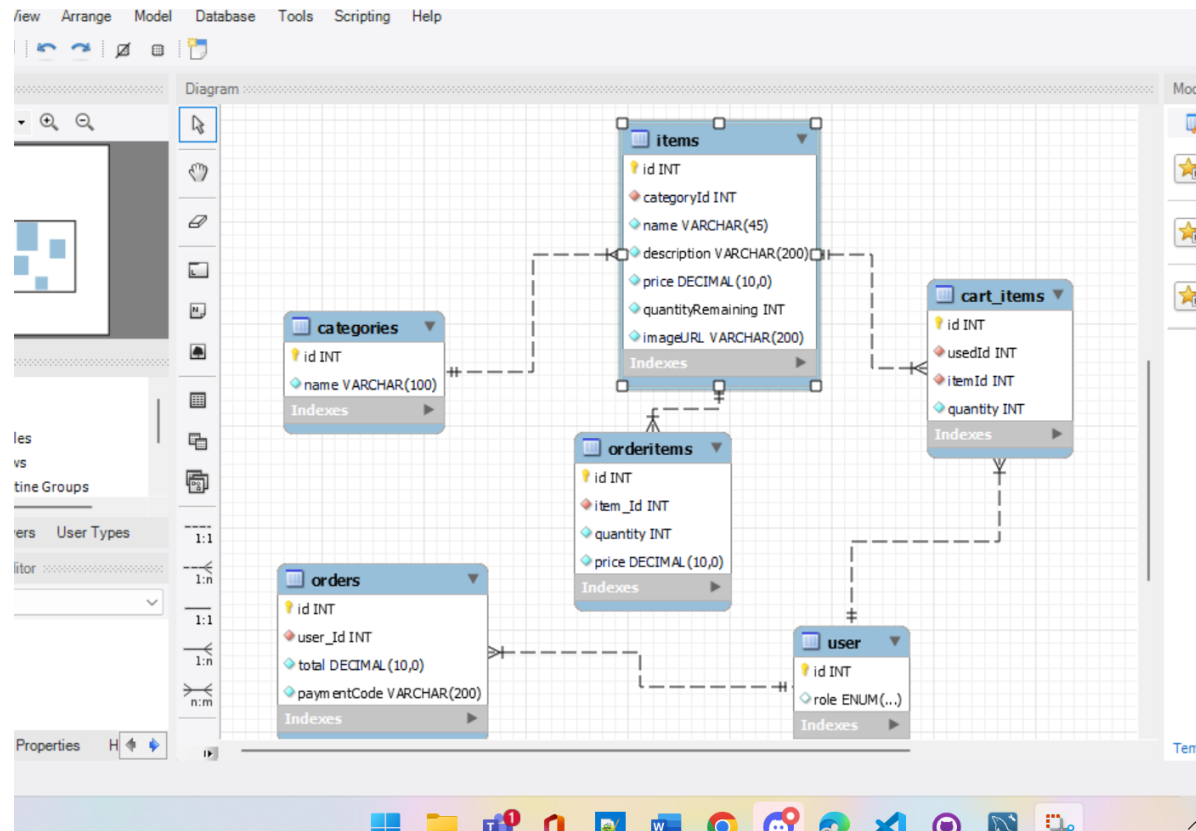 View Arrange Model Database Tools Scripting Help
Diagram
items
id INT
categoryId INT
name VARCHAR(45)
description VARCHAR(200)
price DECIMAL(10,0)
quantityRemaining INT
imageURL VARCHAR(200)
Indexes
categories
id INT
name VARCHAR(100)
Indexes
cart_items
id INT
usedId INT
itemId INT
quantity INT
Indexes
orderitems
id INT
item_Id INT
quantity INT
price DECIMAL(10,0)
Indexes
orders
id INT
user_Id INT
total DECIMAL(10,0)
paymentCode VARCHAR(200)
Indexes
user
id INT
role ENUM(...)
Indexes
les
ws
tine Groups
ers User Types
itor
Properties H
1:1
1:n
1:1
1:n
n:m
Mod
Tem
1